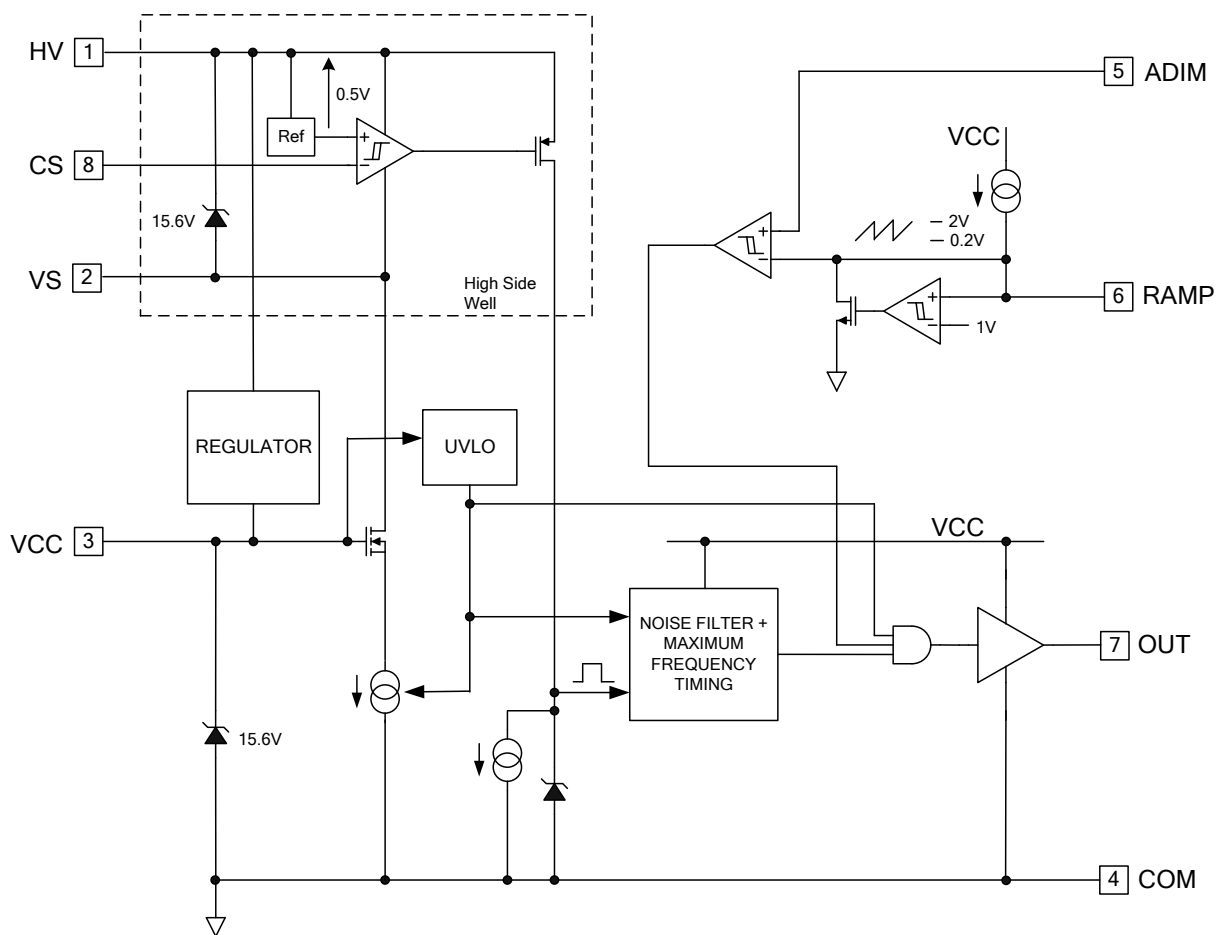 HV 1
0.5V
Ref
+
−
CS 8
15.6V
VS 2
High Side
Well
5 ADIM
VCC
+
−
− 2V
− 0.2V
+
−
1V
6 RAMP
REGULATOR
UVLO
VCC 3
VCC
NOISE FILTER +
MAXIMUM
FREQUENCY
TIMING
7 OUT
15.6V
4 COM